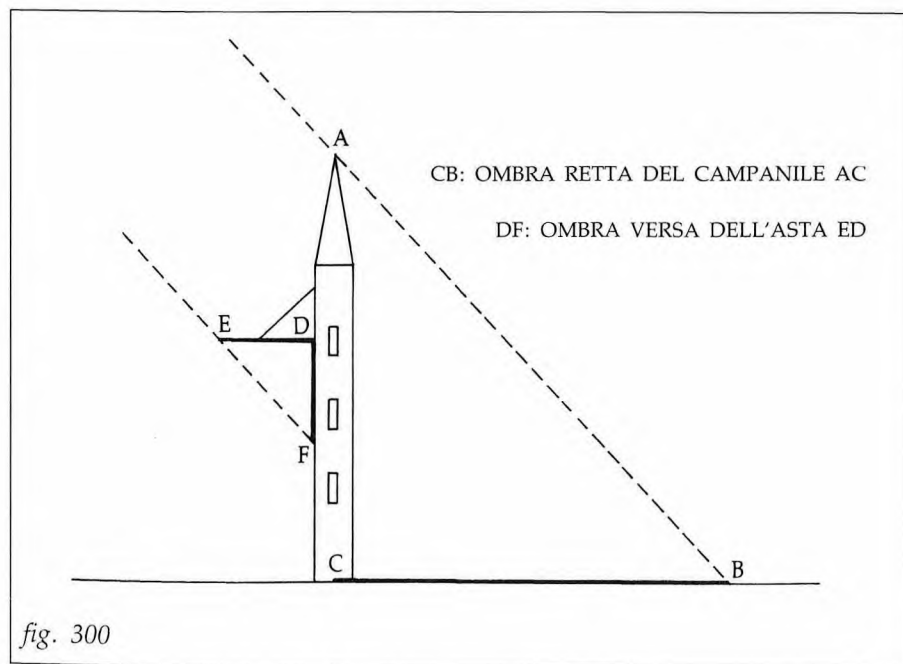 A
CB: OMBRA RETTA DEL CAMPANILE AC
DF: OMBRA VERSA DELL'ASTA ED
E
D
F
C
B
fig. 300